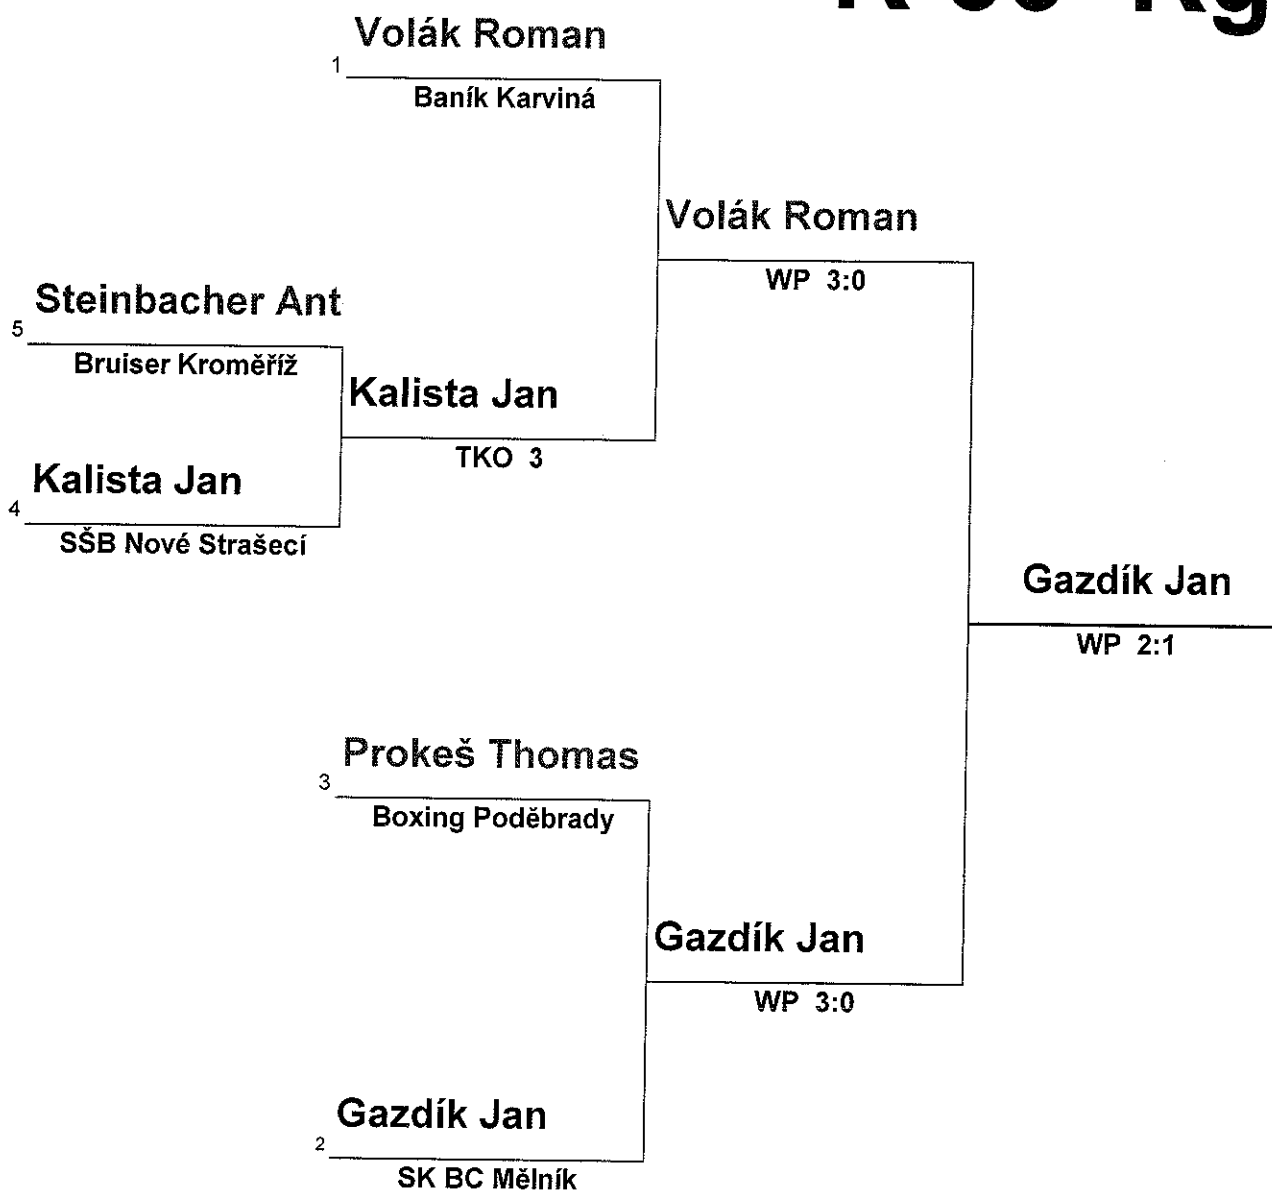 Volák Roman
1
Baník Karviná
Volák Roman
WP 3:0
Steinbacher Ant
5
Bruiser Kroměříž
Kalista Jan
TKO 3
Kalista Jan
4
SŠB Nové Strašecí
Gazdík Jan
WP 2:1
Prokeš Thomas
3
Boxing Poděbrady
Gazdík Jan
WP 3:0
Gazdík Jan
2
SK BC Mělník